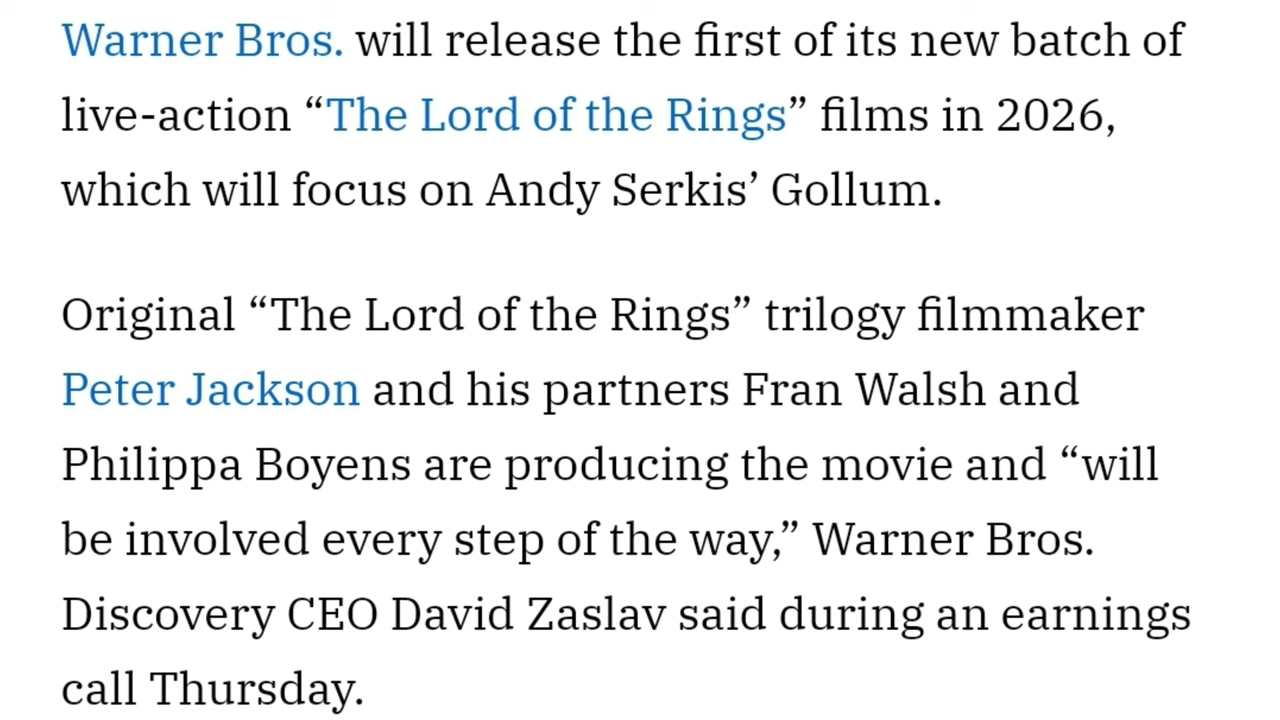 Warner Bros. will release the first of its new batch of
live-action “The Lord of the Rings” films in 2026,
which will focus on Andy Serkis’ Gollum.
Original “The Lord of the Rings” trilogy filmmaker
Peter Jackson and his partners Fran Walsh and
Philippa Boyens are producing the movie and “will
be involved every step of the way,” Warner Bros.
Discovery CEO David Zaslav said during an earnings
call Thursday.